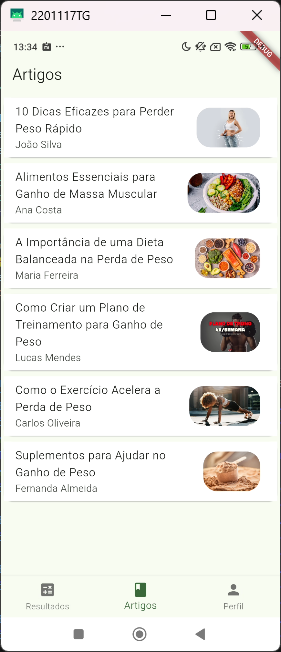 2201117TG
13:34
DEBUG
Artigos
10 Dicas Eficazes para Perder
Peso Rápido
João Silva
Alimentos Essenciais para
Ganho de Massa Muscular
Ana Costa
A Importância de uma Dieta
Balanceada na Perda de Peso
Maria Ferreira
Como Criar um Plano de
Treinamento para Ganho de
Peso
Lucas Mendes
Como o Exercício Acelera a
Perda de Peso
Carlos Oliveira
Suplementos para Ajudar no
Ganho de Peso
Fernanda Almeida
Resultados
Artigos
Perfil